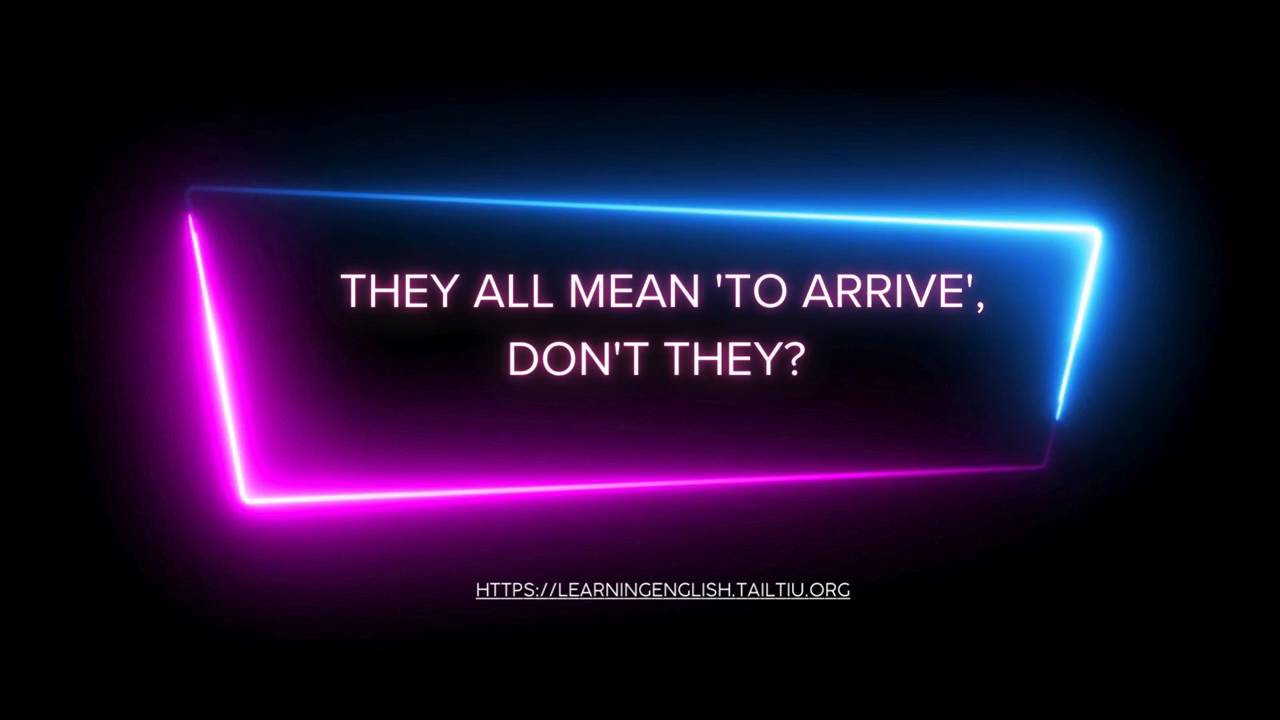 THEY ALL MEAN 'TO ARRIVE',
DON'T THEY?
HTTPS://LEARNINGENGLISH.TAILTIU.ORG